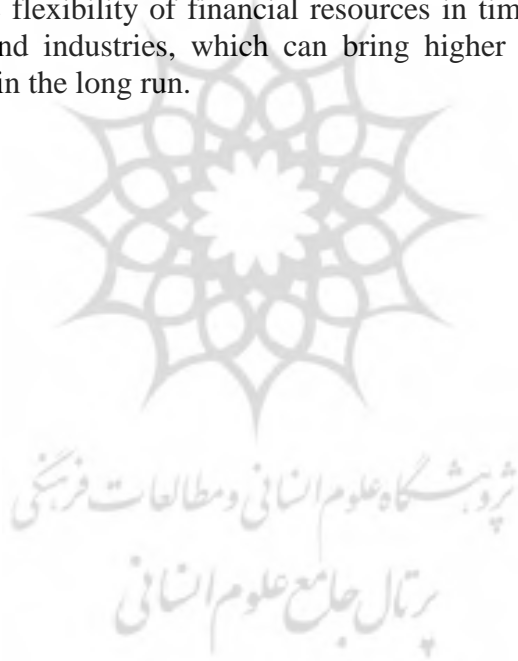 flexibility of financial resources in tim
nd industries, which can bring higher
in the long run.
پژوهشگاه علوم انسانی و مطالعات فرهنگی
پرتال جامع علوم انسانی